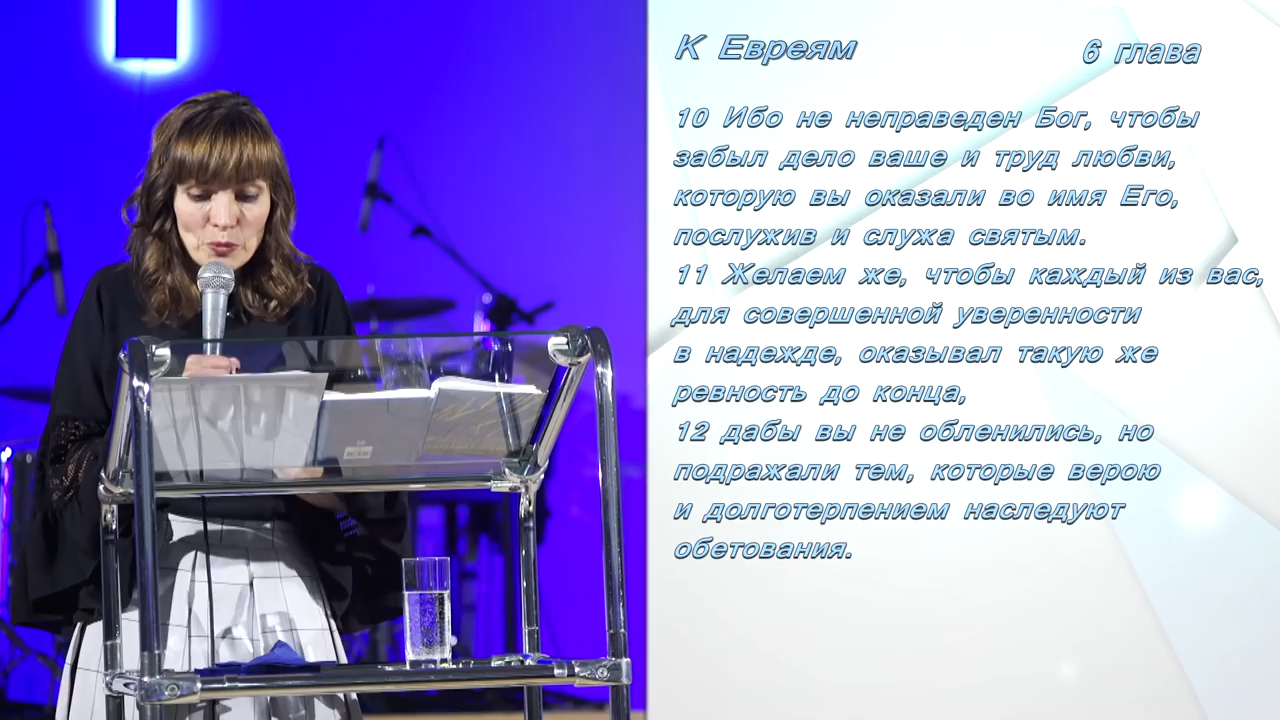 К Евреям 6 глава
10 Ибо не неправеден Бог, чтобы
забыл дело ваше и труд любви,
которую вы оказали во имя Его,
послужив и служа святым.
11 Желаем же, чтобы каждый из вас,
для совершенной уверенности
в надежде, оказывал такую же
ревность до конца,
12 дабы вы не обленились, но
подражали тем, которые верою
и долготерпением наследуют
обетования.